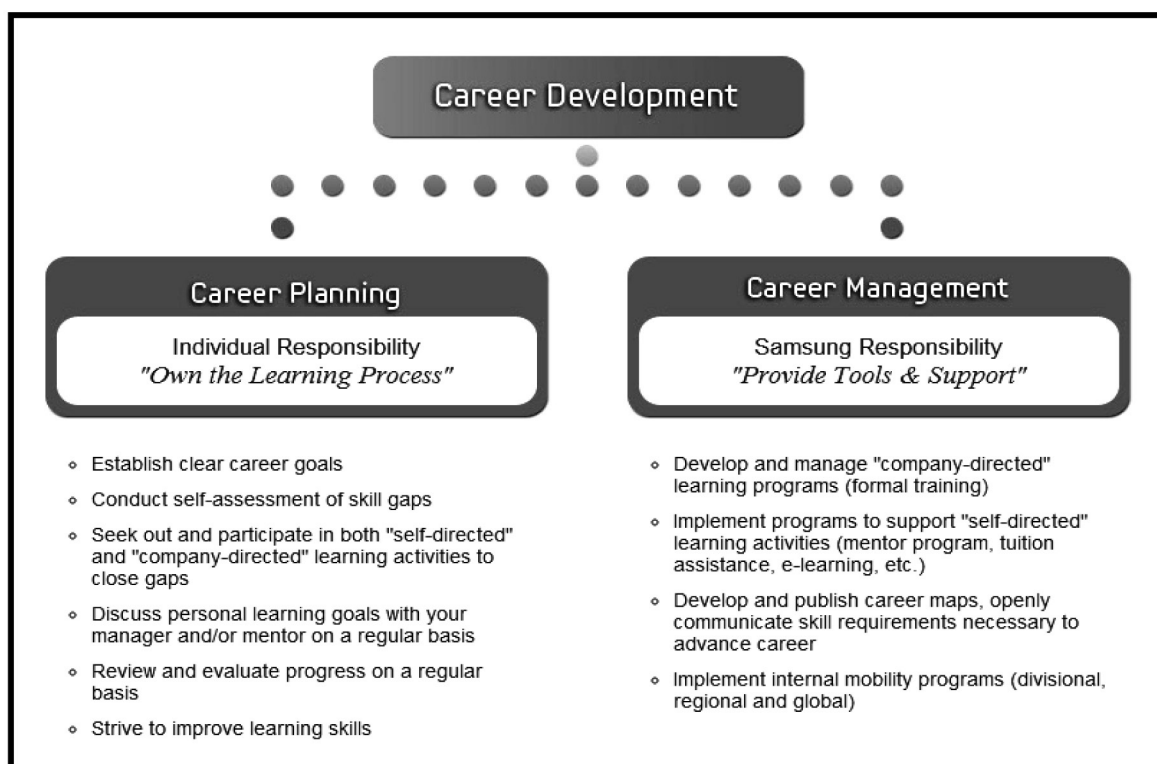 Career Development
Career Planning
Individual Responsibility
"Own the Learning Process"
◦ Establish clear career goals
◦ Conduct self-assessment of skill gaps
◦ Seek out and participate in both "self-directed"
and "company-directed" learning activities to
close gaps
◦ Discuss personal learning goals with your
manager and/or mentor on a regular basis
◦ Review and evaluate progress on a regular
basis
◦ Strive to improve learning skills
Career Management
Samsung Responsibility
"Provide Tools & Support"
◦ Develop and manage "company-directed"
learning programs (formal training)
◦ Implement programs to support "self-directed"
learning activities (mentor program, tuition
assistance, e-learning, etc.)
◦ Develop and publish career maps, openly
communicate skill requirements necessary to
advance career
◦ Implement internal mobility programs (divisional,
regional and global)